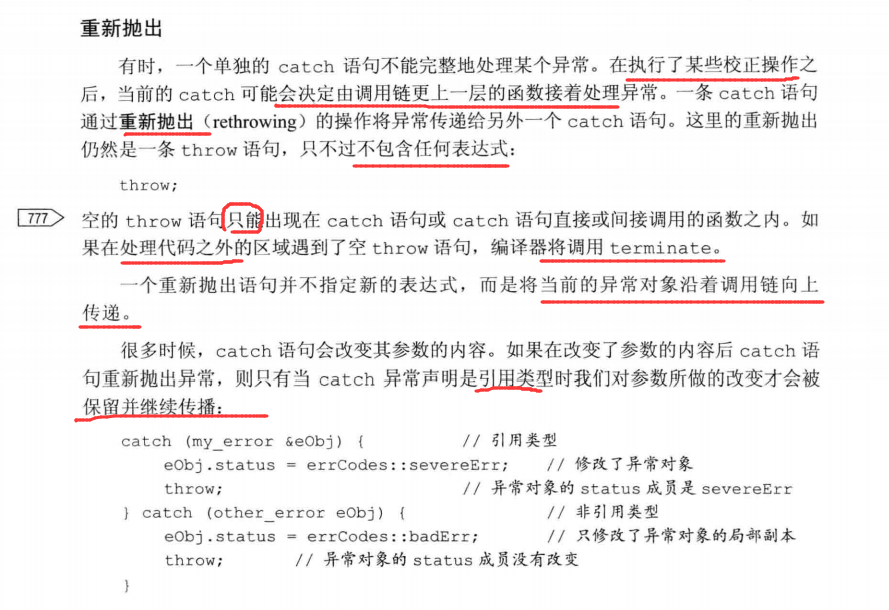 重新抛出
有时，一个单独的 catch 语句不能完整地处理某个异常。在执行了某些校正操作之
后，当前的 catch 可能会决定由调用链更上一层的函数接着处理异常。一条 catch 语句
通过重新抛出（rethrowing）的操作将异常传递给另外一个 catch 语句。这里的重新抛出
仍然是一条 throw 语句，只不过不包含任何表达式：
throw;
777 空的 throw 语句只能出现在 catch 语句或 catch 语句直接或间接调用的函数之内。如
果在处理代码之外的区域遇到了空 throw 语句，编译器将调用 terminate。
一个重新抛出语句并不指定新的表达式，而是将当前的异常对象沿着调用链向上
传递。
很多时候，catch 语句会改变其参数的内容。如果在改变了参数的内容后 catch 语
句重新抛出异常，则只有当 catch 异常声明是引用类型时我们对参数所做的改变才会被
保留并继续传播：
catch (my_error &eObj) { // 引用类型
eObj.status = errCodes::severeErr; // 修改了异常对象
throw; // 异常对象的 status 成员是 severeErr
} catch (other_error eObj) { // 非引用类型
eObj.status = errCodes::badErr; // 只修改了异常对象的局部副本
throw; // 异常对象的 status 成员没有改变
}